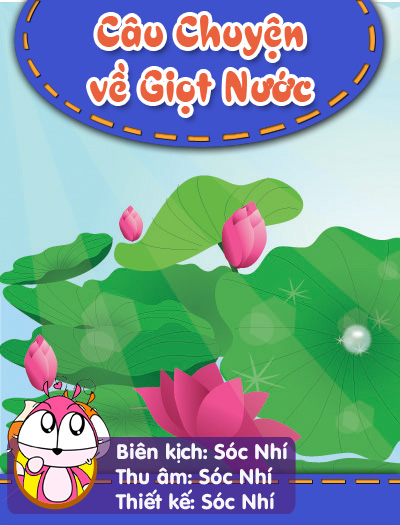 Câu Chuyện
về Giọt Nước
Biên kịch: Sóc Nhí
Thu âm: Sóc Nhí
Thiết kế: Sóc Nhí